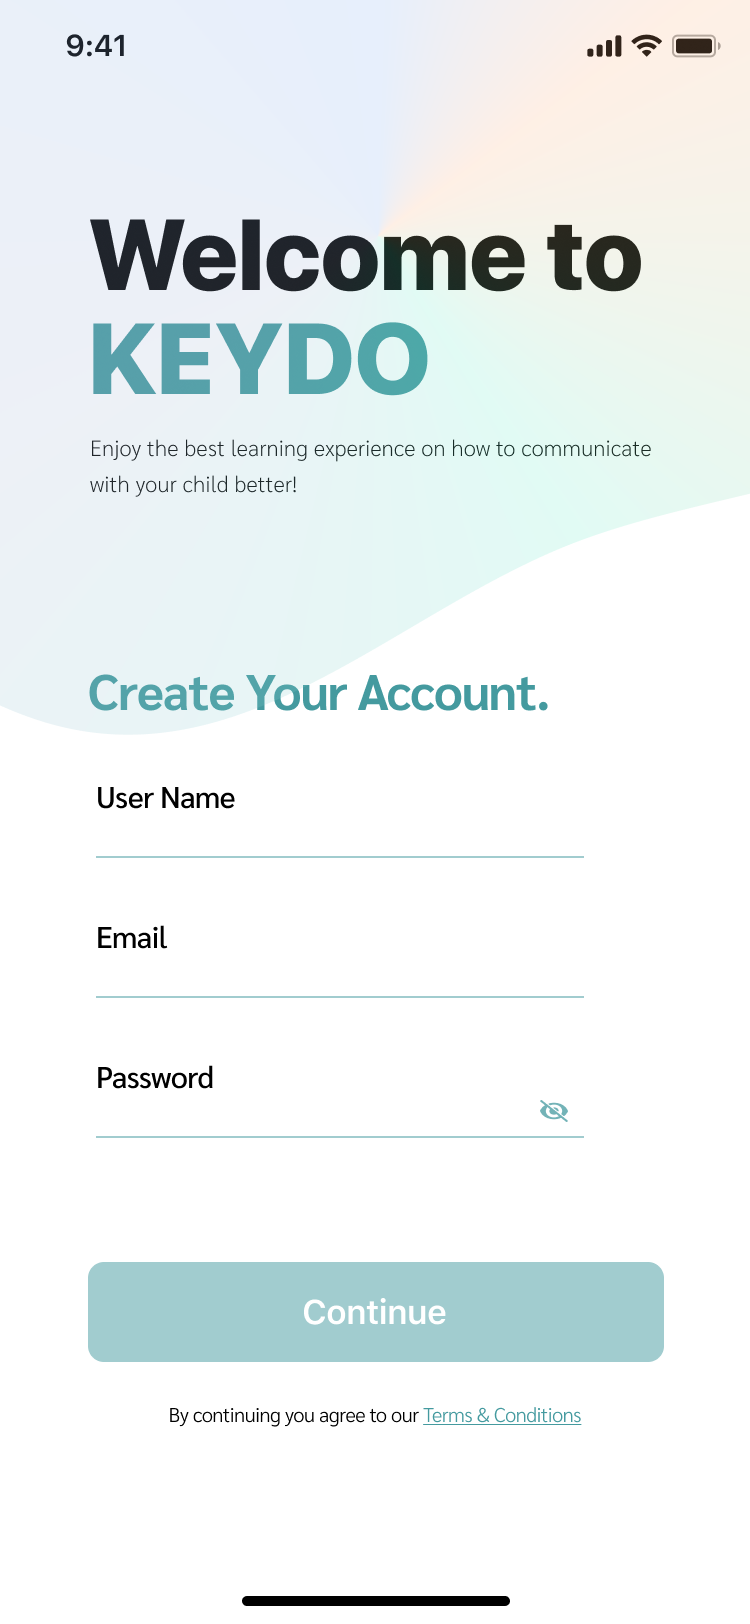 9:41
Welcome to
KEYDO
Enjoy the best learning experience on how to communicate
with your child better!
Create Your Account.
User Name
Email
Password
Continue
By continuing you agree to our Terms & Conditions